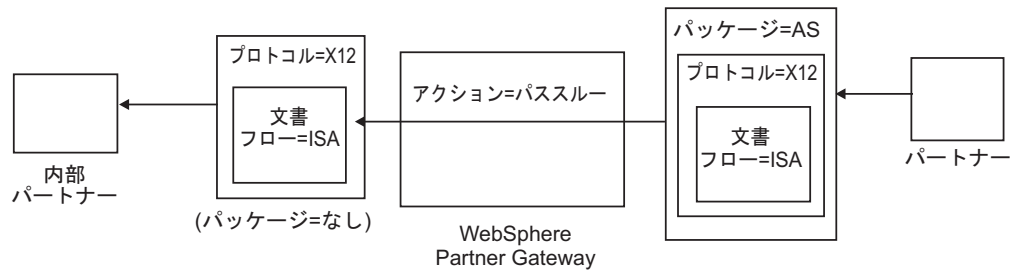 プロトコル=X12
文書
フロー=ISA
(パッケージ=なし)
内部
パートナー
アクション=パススルー
WebSphere
Partner Gateway
パッケージ=AS
プロトコル=X12
文書
フロー=ISA
パートナー